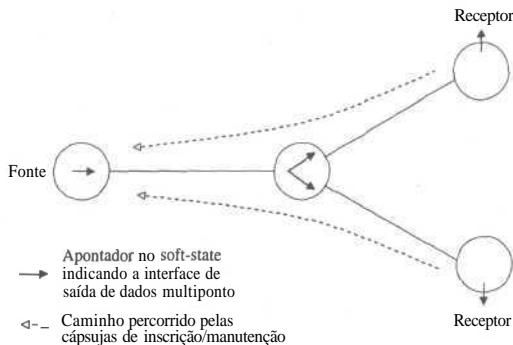 Receptor
Fonte
Apontador no soft-state
indicando a interface de
saída de dados multiponto
Caminho percorrido pelas
cápsujas de inscrição/manutenção
Receptor